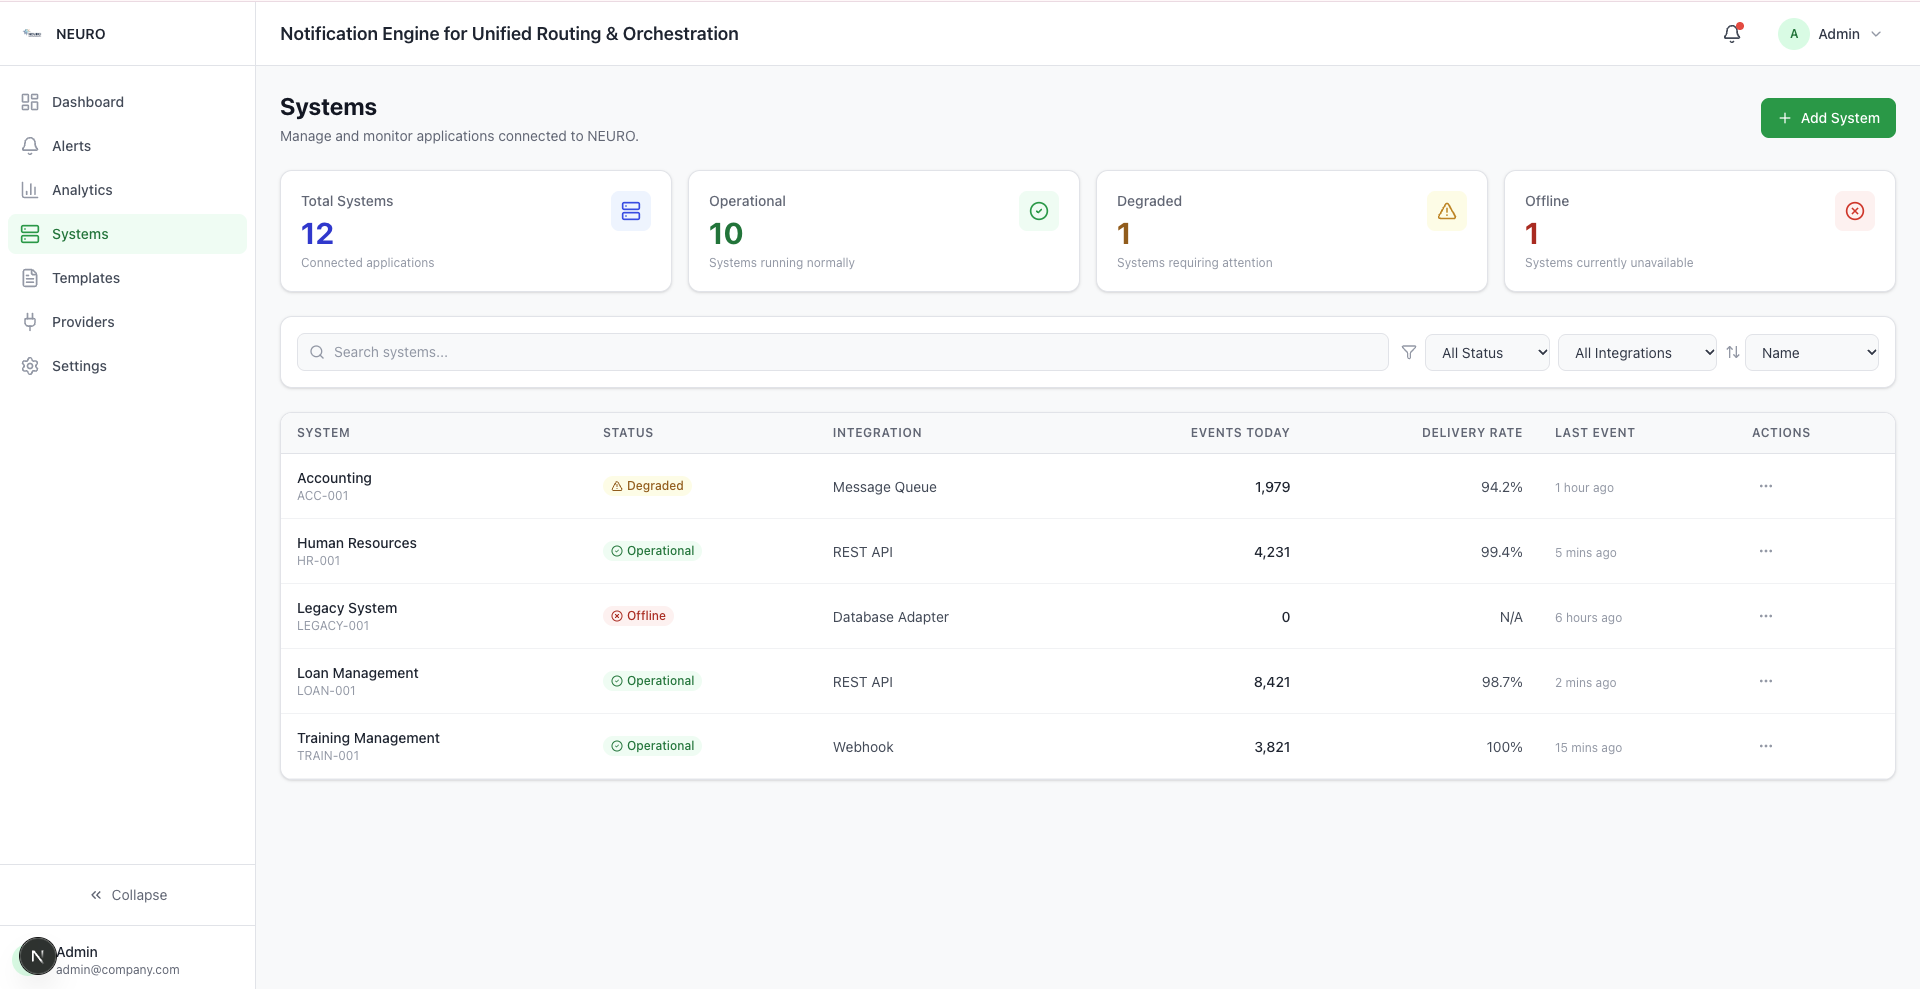 NEURO
Notification Engine for Unified Routing & Orchestration
A Admin
Dashboard
Alerts
Analytics
Systems
Templates
Providers
Settings
Collapse
N
Admin
admin@company.com
Systems
Manage and monitor applications connected to NEURO.
+ Add System
Total Systems
12
Connected applications
Operational
10
Systems running normally
Degraded
1
Systems requiring attention
Offline
1
Systems currently unavailable
Search systems...
All Status
All Integrations
Name
SYSTEM STATUS INTEGRATION EVENTS TODAY DELIVERY RATE LAST EVENT ACTIONS
Accounting
ACC-001
Degraded
Message Queue
1,979
94.2%
1 hour ago
...
Human Resources
HR-001
Operational
REST API
4,231
99.4%
5 mins ago
...
Legacy System
LEGACY-001
Offline
Database Adapter
0
N/A
6 hours ago
...
Loan Management
LOAN-001
Operational
REST API
8,421
98.7%
2 mins ago
...
Training Management
TRAIN-001
Operational
Webhook
3,821
100%
15 mins ago
...